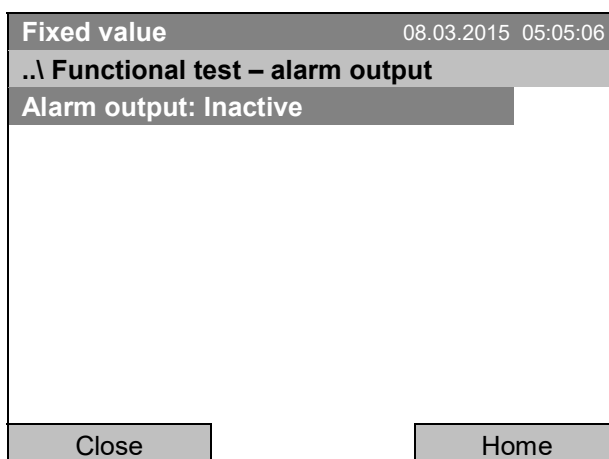 Fixed value 08.03.2015 05:05:06
..\ Functional test – alarm output
Alarm output: Inactive
Close Home